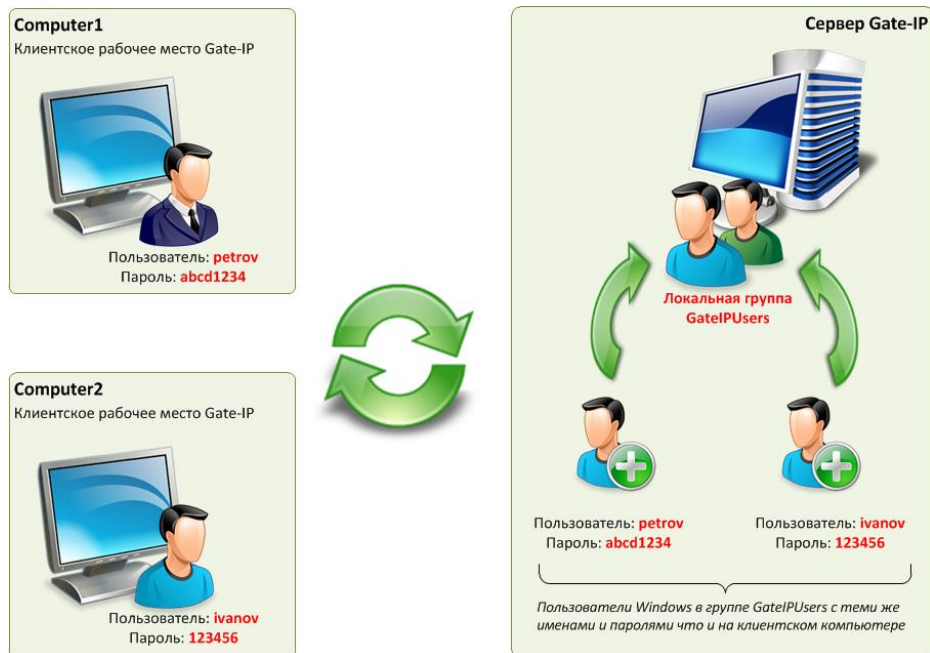 Computer1
Клиентское рабочее место Gate-IP
Пользователь: petrov
Пароль: abcd1234
Computer2
Клиентское рабочее место Gate-IP
Пользователь: ivanov
Пароль: 123456
Сервер Gate-IP
Локальная группа
GateIPUsers
Пользователь: petrov
Пароль: abcd1234
Пользователь: ivanov
Пароль: 123456
Пользователи Windows в группе GateIPUsers с теми же
именами и паролями что и на клиентском компьютере